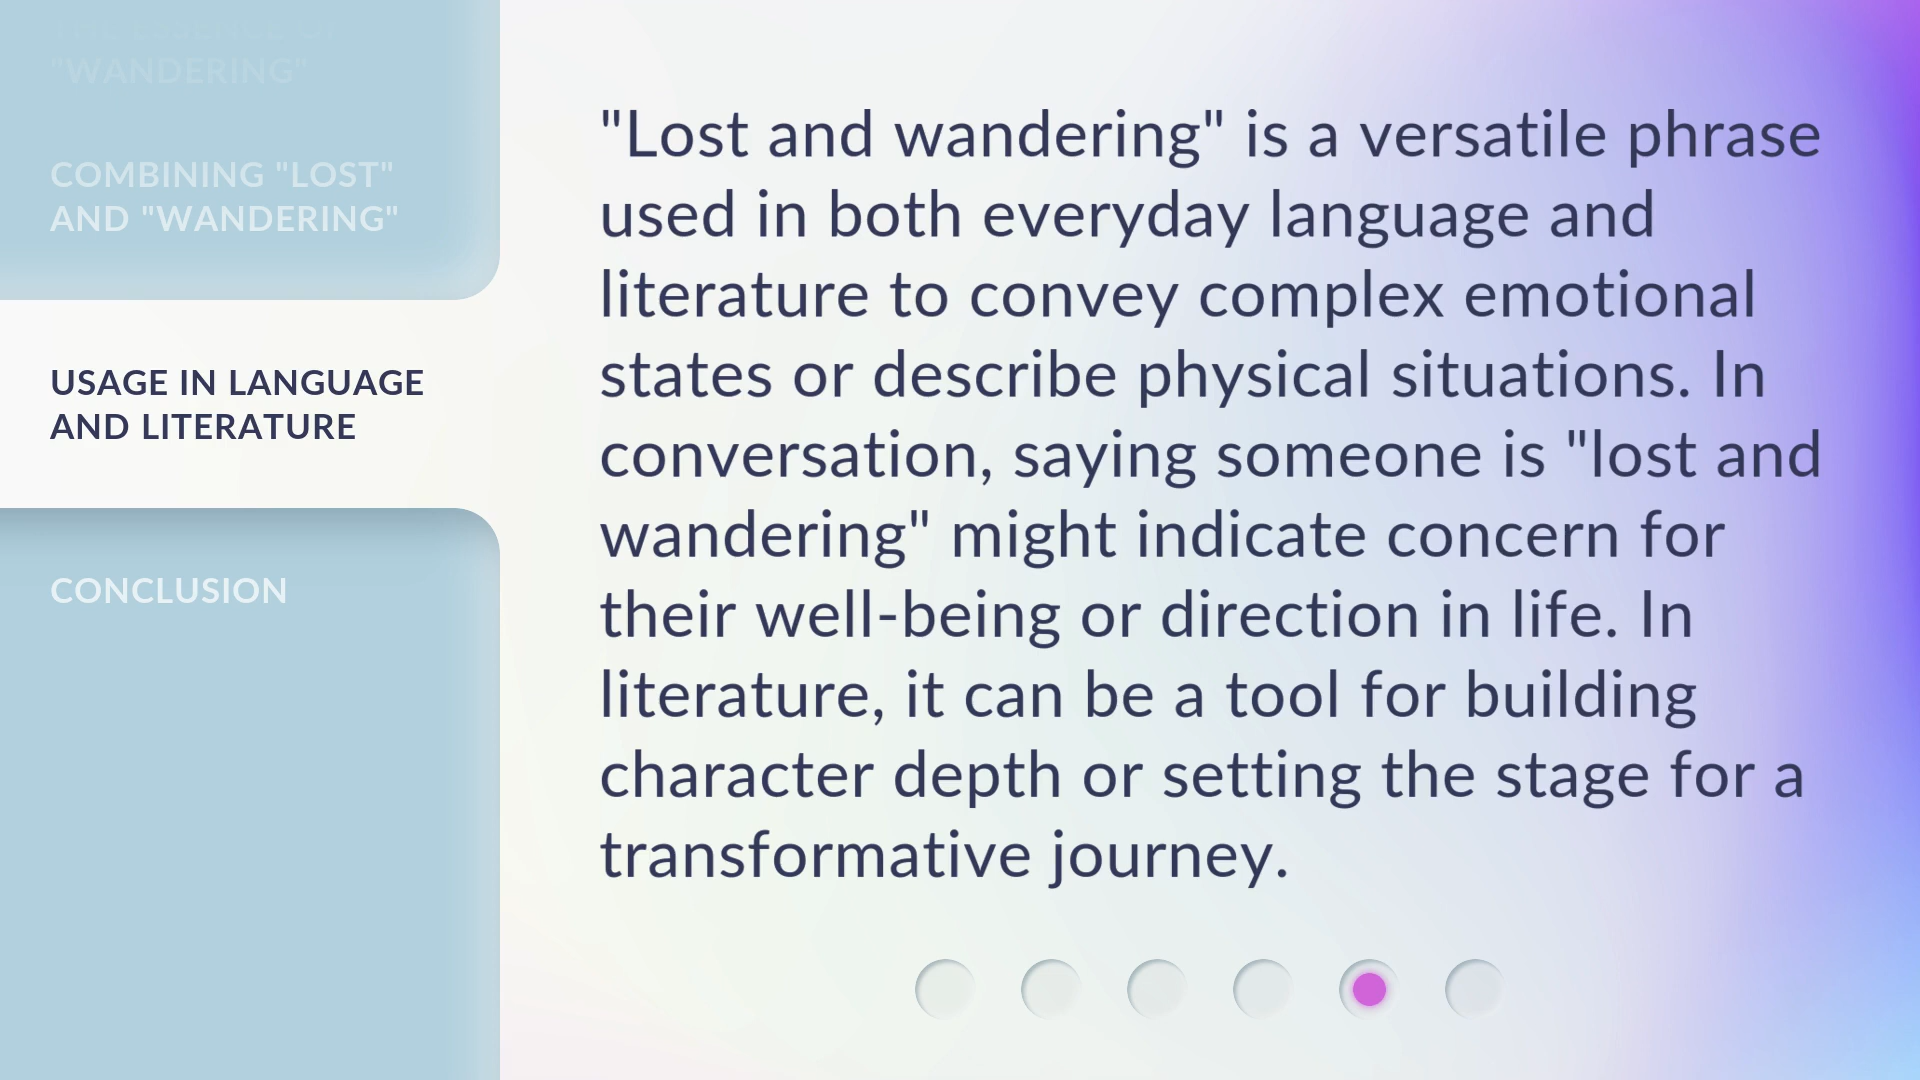 THE ESSENCE OF
"WANDERING"
COMBINING "LOST"
AND "WANDERING"
USAGE IN LANGUAGE
AND LITERATURE
CONCLUSION
"Lost and wandering" is a versatile phrase
used in both everyday language and
literature to convey complex emotional
states or describe physical situations. In
conversation, saying someone is "lost and
wandering" might indicate concern for
their well-being or direction in life. In
literature, it can be a tool for building
character depth or setting the stage for a
transformative journey.